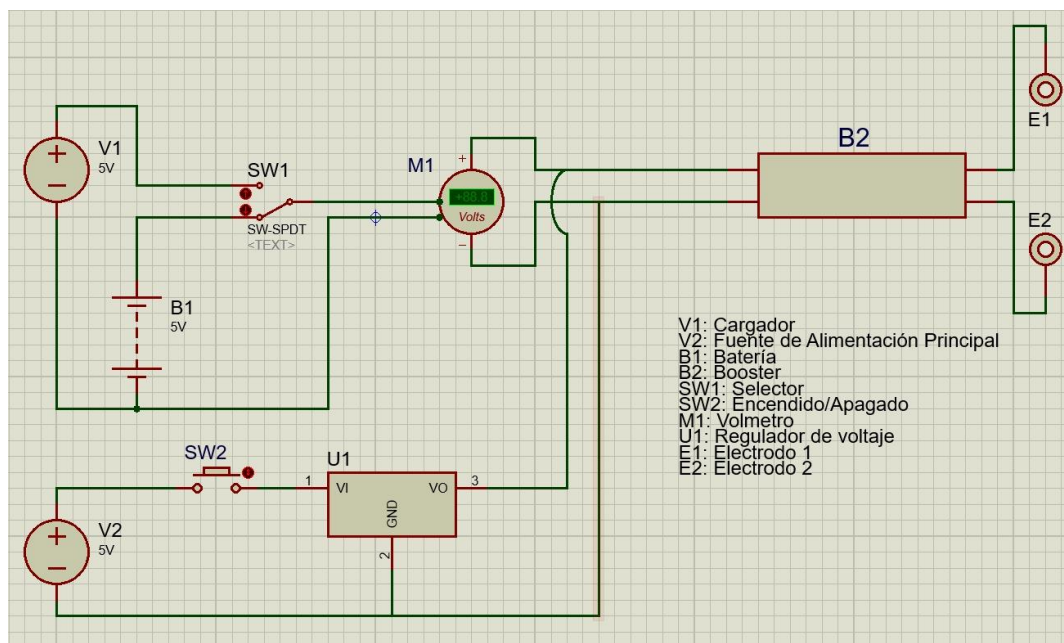 E1
B2
V1
5V
SW1
M1
+88.8
Volts
SW-SPDT
<TEXT>
E2
B1
5V
V1: Cargador
V2: Fuente de Alimentación Principal
B1: Batería
B2: Booster
SW1: Selector
SW2: Encendido/Apagado
M1: Volmetro
U1: Regulador de voltaje
E1: Electrodo 1
E2: Electrodo 2
SW2
U1
1
VI
VO
3
GND
2
V2
5V